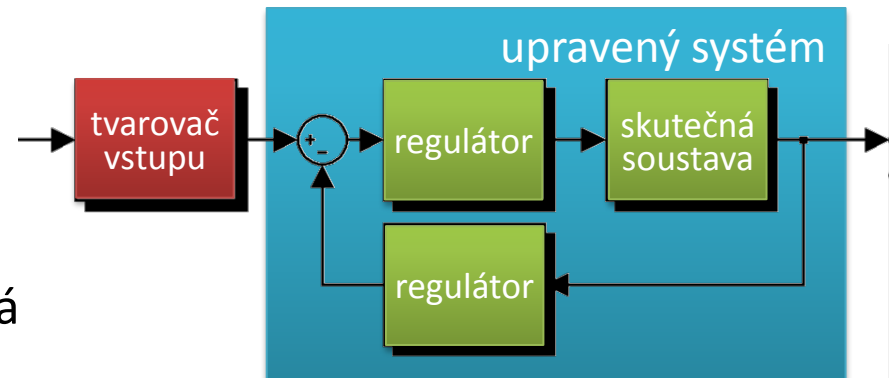 upravený systém
tvarovač
vstupu
+
-
regulátor
skutečná
soustava
regulátor
á